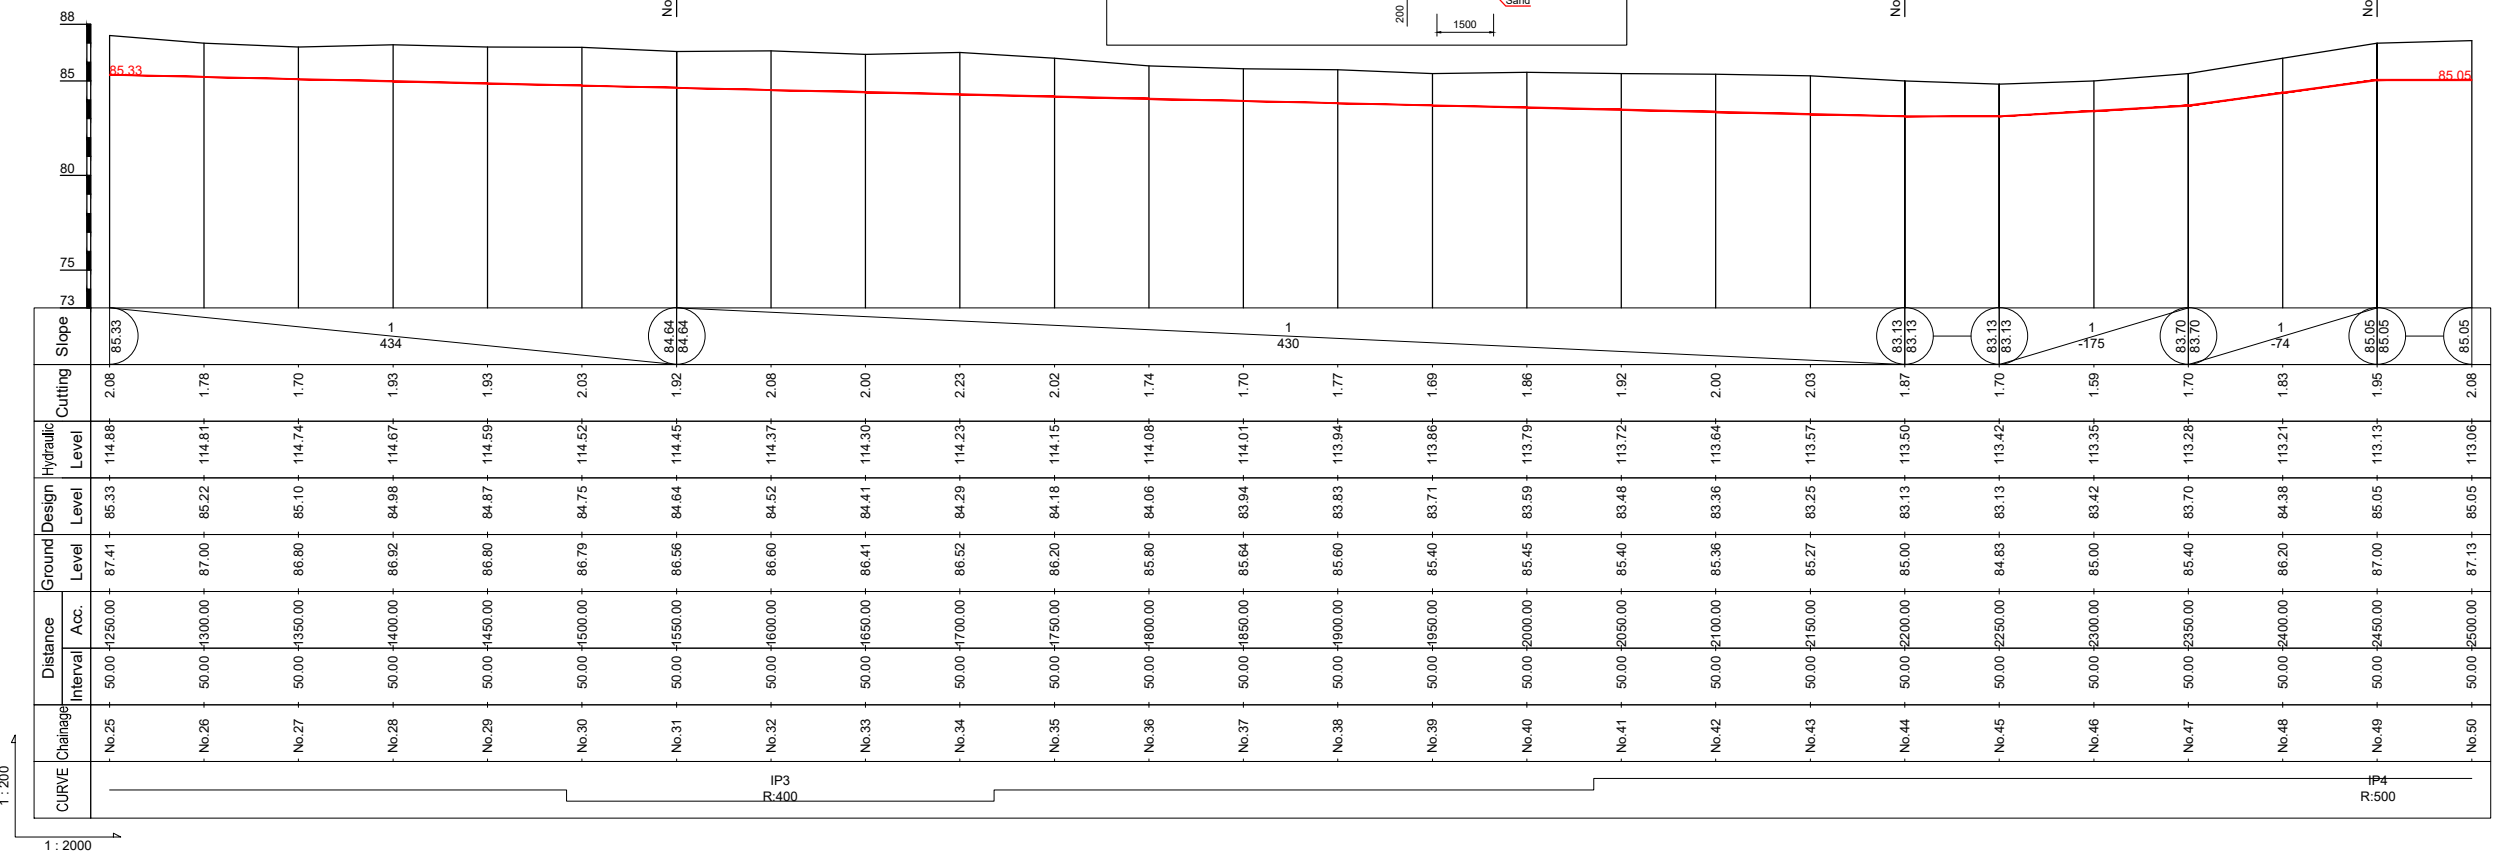 No
200
1500
Sand
No
No
88
85
80
75
73
85.33
85.05
Slope
85.33
1
434
84.64
84.64
1
430
83.13
83.13
83.13
83.13
1
-175
83.70
83.70
1
-74
85.05
85.05
85.05
Cutting
2.08 1.78 1.70 1.93 1.93 2.03 1.92 2.08 2.00 2.23 2.02 1.74 1.70 1.77 1.69 1.86 1.92 2.00 2.03 1.87 1.70 1.59 1.70 1.83 1.95 2.08
Hydraulic
Level
114.88 114.81 114.74 114.67 114.59 114.52 114.45 114.37 114.30 114.23 114.15 114.08 114.01 113.94 113.86 113.79 113.72 113.64 113.57 113.50 113.42 113.35 113.28 113.21 113.13 113.06
Design
Level
85.33 85.22 85.10 84.98 84.87 84.75 84.64 84.52 84.41 84.29 84.18 84.06 83.94 83.83 83.71 83.59 83.48 83.36 83.25 83.13 83.13 83.42 83.70 84.38 85.05 85.05
Ground
Level
87.41 87.00 86.80 86.92 86.80 86.79 86.56 86.60 86.41 86.52 86.20 85.80 85.64 85.60 85.40 85.45 85.40 85.36 85.27 85.00 84.83 85.00 85.40 86.20 87.00 87.13
Distance
Acc.
1250.00 1300.00 1350.00 1400.00 1450.00 1500.00 1550.00 1600.00 1650.00 1700.00 1750.00 1800.00 1850.00 1900.00 1950.00 2000.00 2050.00 2100.00 2150.00 2200.00 2250.00 2300.00 2350.00 2400.00 2450.00 2500.00
Interval
50.00 50.00 50.00 50.00 50.00 50.00 50.00 50.00 50.00 50.00 50.00 50.00 50.00 50.00 50.00 50.00 50.00 50.00 50.00 50.00 50.00 50.00 50.00 50.00 50.00 50.00
Chainage
No.25 No.26 No.27 No.28 No.29 No.30 No.31 No.32 No.33 No.34 No.35 No.36 No.37 No.38 No.39 No.40 No.41 No.42 No.43 No.44 No.45 No.46 No.47 No.48 No.49 No.50
CURVE
IP3
R:400
IP4
R:500
1 : 200
1 : 2000